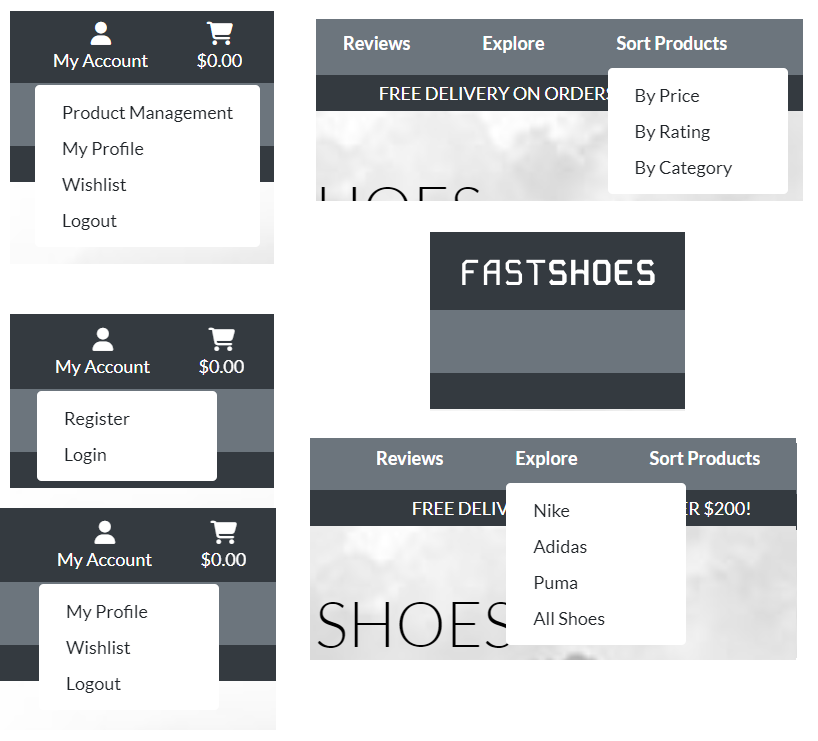 My Account $0.00
Product Management
My Profile
Wishlist
Logout
Reviews Explore Sort Products
FREE DELIVERY ON ORDERS
By Price
By Rating
By Category
SHOES
FASTSHOES
My Account $0.00
Register
Login
My Account $0.00
My Profile
Wishlist
Logout
Reviews Explore Sort Products
FREE DELIV ER $200!
Nike
Adidas
Puma
All Shoes
SHOES